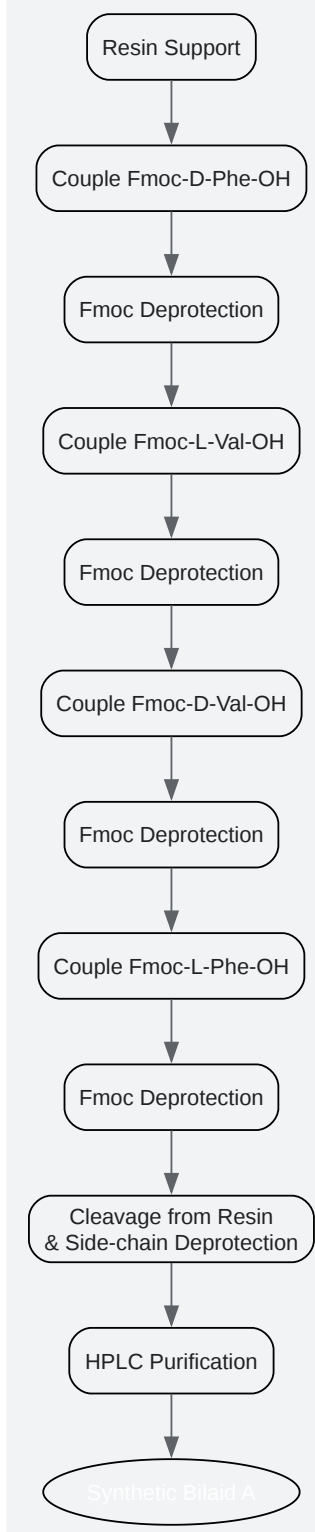 Resin Support
Couple Fmoc-D-Phe-OH
Fmoc Deprotection
Couple Fmoc-L-Val-OH
Fmoc Deprotection
Couple Fmoc-D-Val-OH
Fmoc Deprotection
Couple Fmoc-L-Phe-OH
Fmoc Deprotection
Cleavage from Resin
& Side-chain Deprotection
HPLC Purification
Synthetic Bilaid A